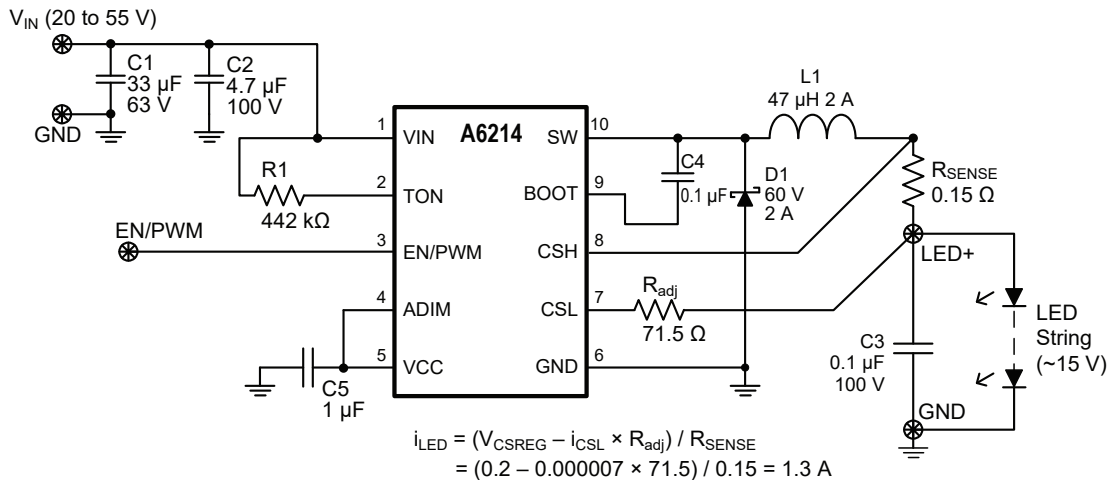 V_IN (20 to 55 V)
C1
33 µF
63 V
C2
4.7 µF
100 V
GND
R1
442 kΩ
EN/PWM
C5
1 µF
A6214
1
VIN
2
TON
3
EN/PWM
4
ADIM
5
VCC
10
SW
9
BOOT
8
CSH
7
CSL
6
GND
C4
0.1 µF
D1
60 V
2 A
L1
47 µH 2 A
R_SENSE
0.15 Ω
R_adj
71.5 Ω
LED+
C3
0.1 µF
100 V
LED
String
(~15 V)
GND
i_LED = (V_CSREG – i_CSL × R_adj) / R_SENSE
= (0.2 – 0.000007 × 71.5) / 0.15 = 1.3 A